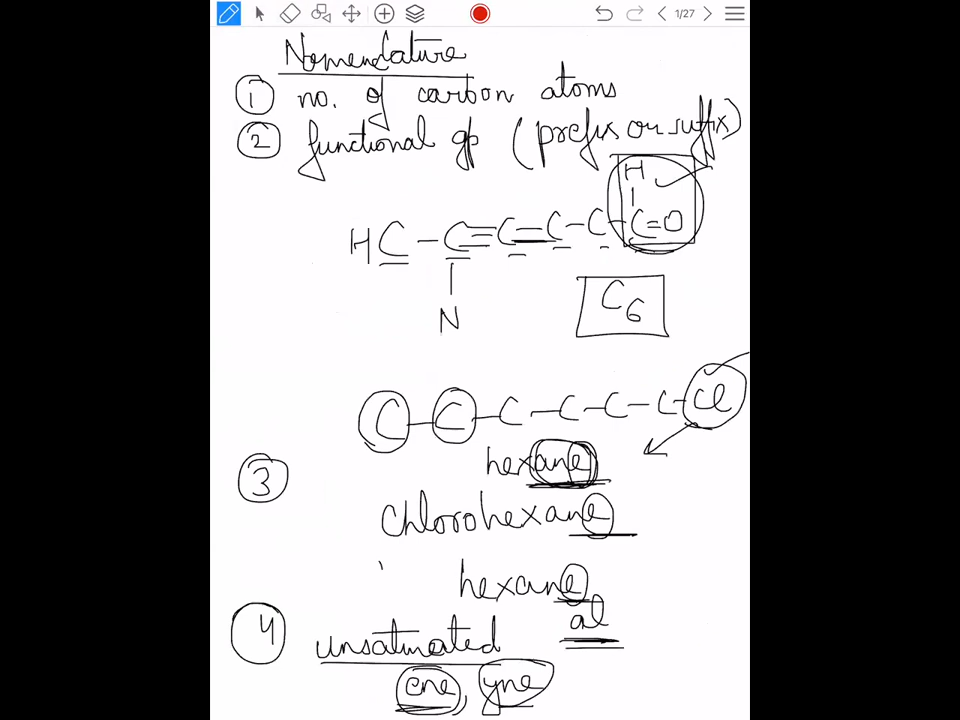 1/27
Nomenclature
1 no. of carbon atoms
2 functional gp (prefix or suffix)
H
HC – C ≡ C = C – C – C = O
N
C6
C – C – C – C – C – C – Cl
hexane
3
chlorohexane
hexane
al
4 unsaturated
ene, yne